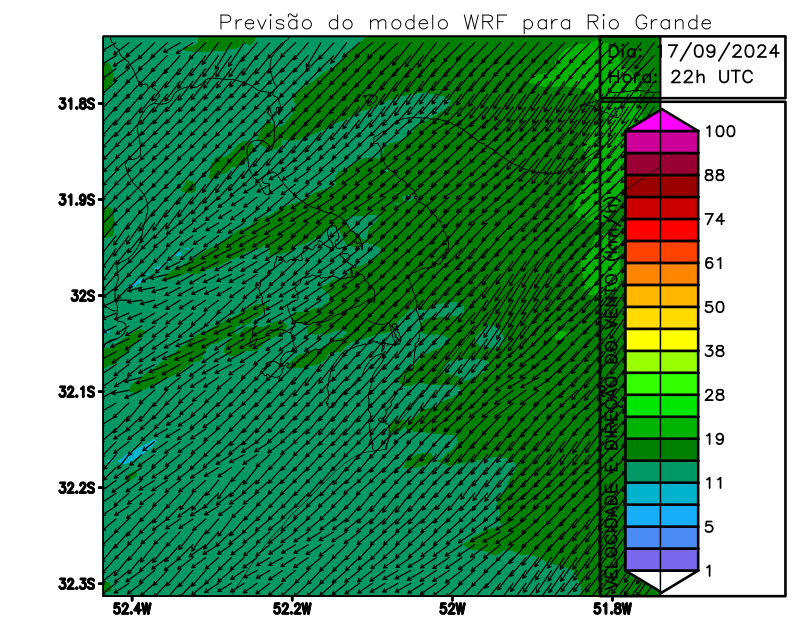 Previsão do modelo WRF para Rio Grande
Dia: 17/09/2024
Hora: 22h UTC
31.8S
31.9S
32S
32.1S
32.2S
32.3S
52.4W
52.2W
52W
51.8W
VELOCIDADE E DIREÇÃO DO VENTO (km/h)
100
88
74
61
50
38
28
19
11
5
1